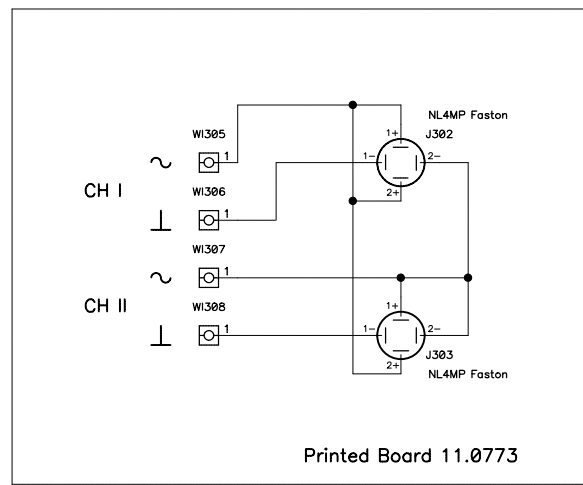 NL4MP Faston
WI305
1+
J302
~
1
1-
2-
CH I
WI306
2+
⊥
1
WI307
~
1
CH II
WI308
1+
⊥
1
1-
2-
J303
2+
NL4MP Faston
Printed Board 11.0773